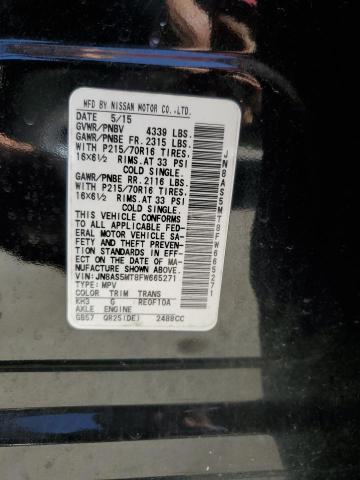 MFD BY NISSAN MOTOR CO.,LTD.
DATE 5/15
GVWR/PNBV 4339 LBS.
GAWR/PNBE FR. 2315 LBS.
WITH P215/70R16 TIRES,
16X6½ RIMS.AT 33 PSI
COLD SINGLE.
GAWR/PNBE RR. 2116 LBS.
WITH P215/70R16 TIRES,
16X6½ RIMS.AT 33 PSI
COLD SINGLE.
THIS VEHICLE CONFORMS
TO ALL APPLICABLE FED-
ERAL MOTOR VEHICLE SA-
FETY AND THEFT PREVEN-
TION STANDARDS IN EFF-
ECT ON THE DATE OF MA-
NUFACTURE SHOWN ABOVE.
VIN: JN8AS5MT8FW665271
TYPE: MPV
COLOR TRIM TRANS
KH3 G RE0F10A
AXLE ENGINE
GB57 QR25(DE) 2488CC
JN8AS5MT8FW665271